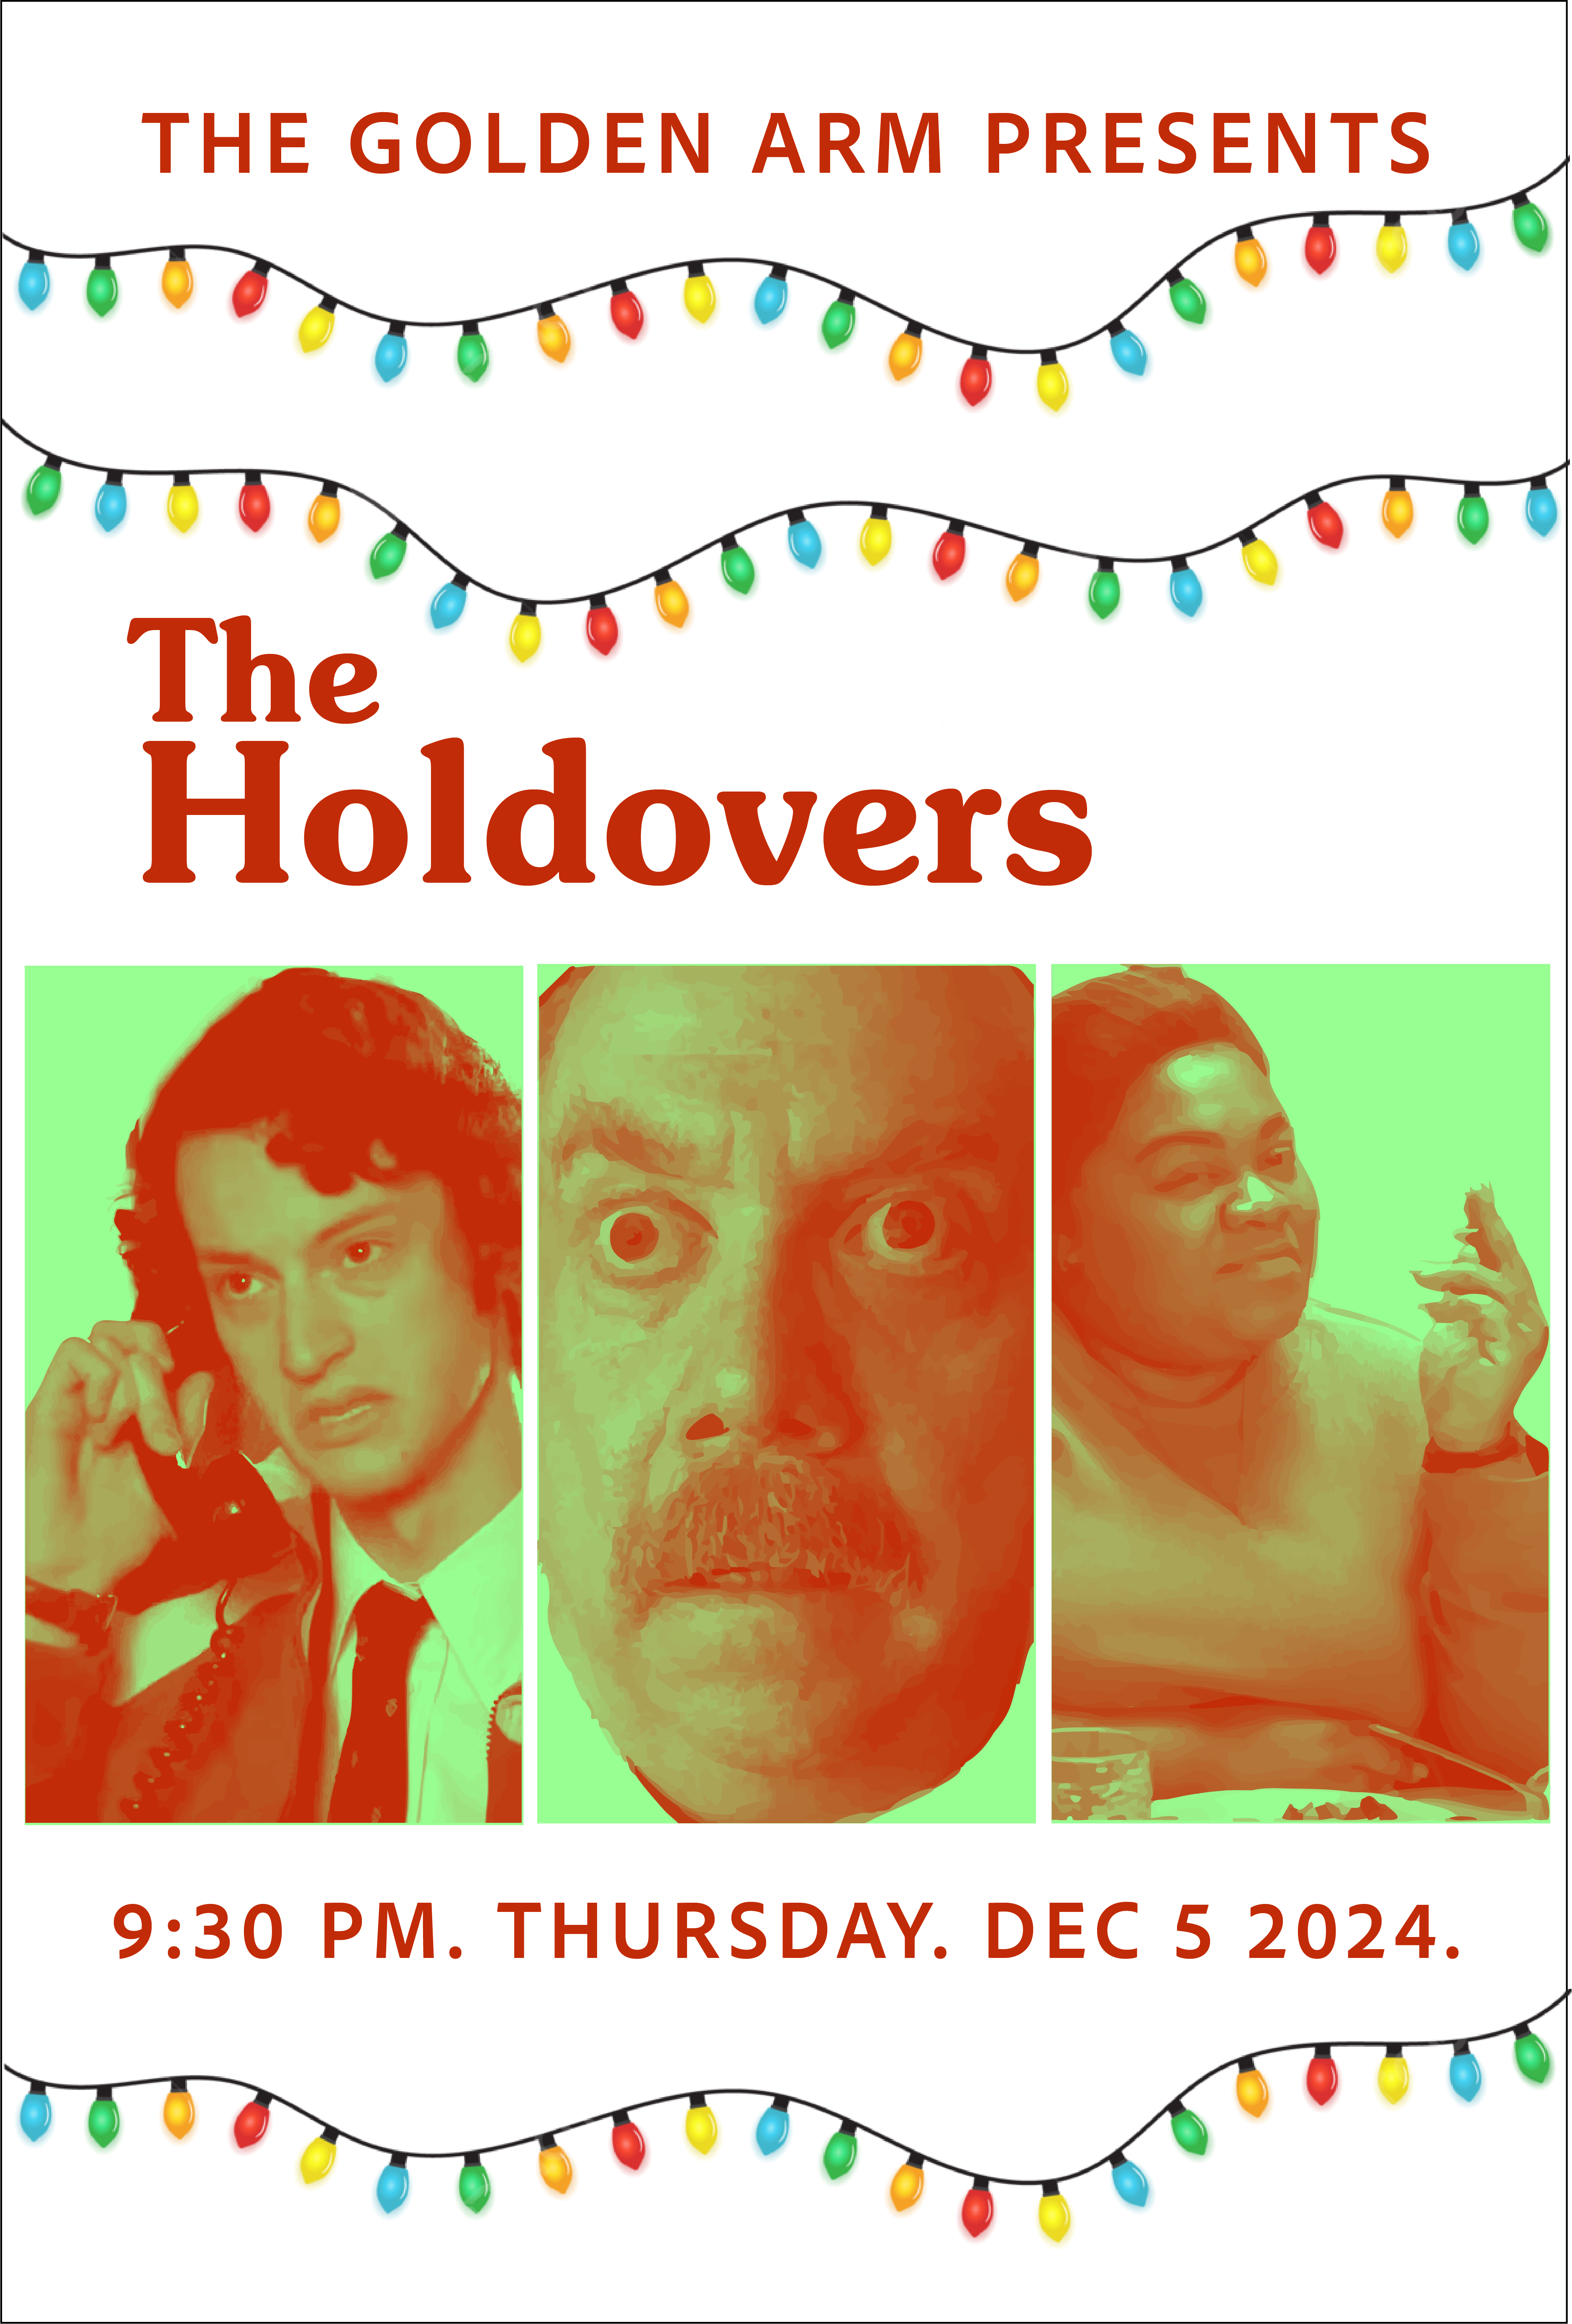 THE GOLDEN ARM PRESENTS
The
Holdovers
9:30 PM. THURSDAY. DEC 5 2024.